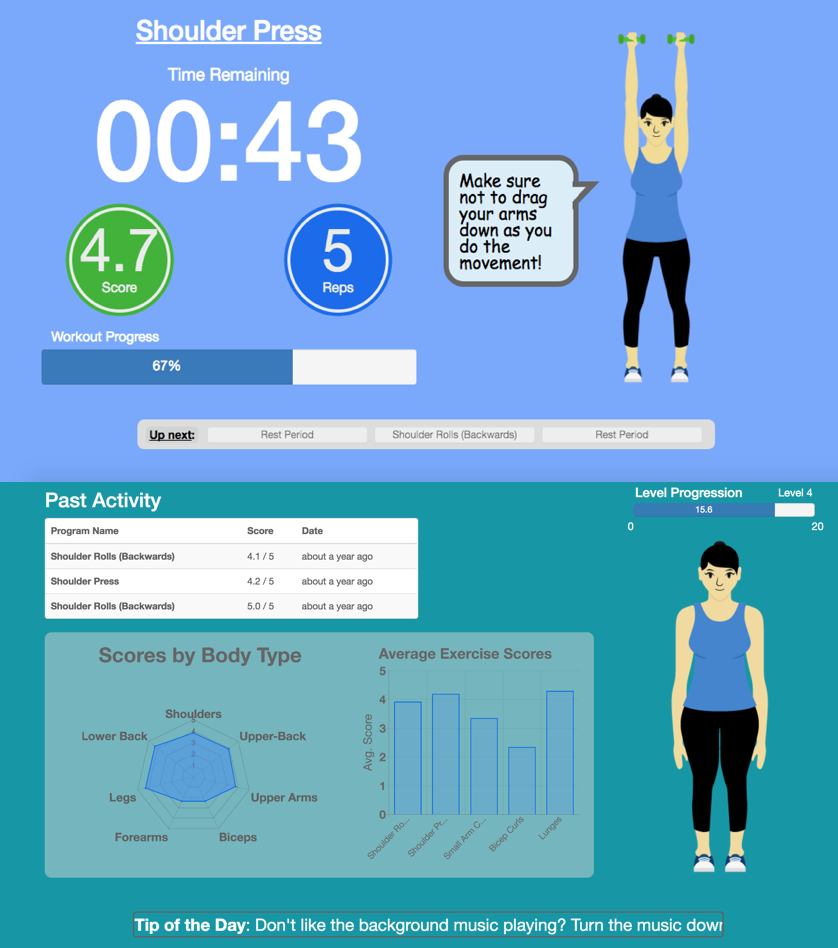 Shoulder Press
Time Remaining
00:43
4.7
Score
5
Reps
Make sure
not to drag
your arms
down as you
do the
movement!
Workout Progress
67%
Up next: Rest Period Shoulder Rolls (Backwards) Rest Period
Past Activity
Level Progression Level 4
15.6
0 20
Program Name Score Date
Shoulder Rolls (Backwards) 4.1 / 5 about a year ago
Shoulder Press 4.2 / 5 about a year ago
Shoulder Rolls (Backwards) 5.0 / 5 about a year ago
Scores by Body Type
Shoulders
Upper-Back
Upper Arms
Biceps
Forearms
Legs
Lower Back
5
4
3
2
1
Average Exercise Scores
Avg. Score
5
4
3
2
1
0
Shoulder Ro...
Shoulder Pr...
Small Arm C...
Bicep Curls
Lunges
Tip of the Day: Don't like the background music playing? Turn the music down